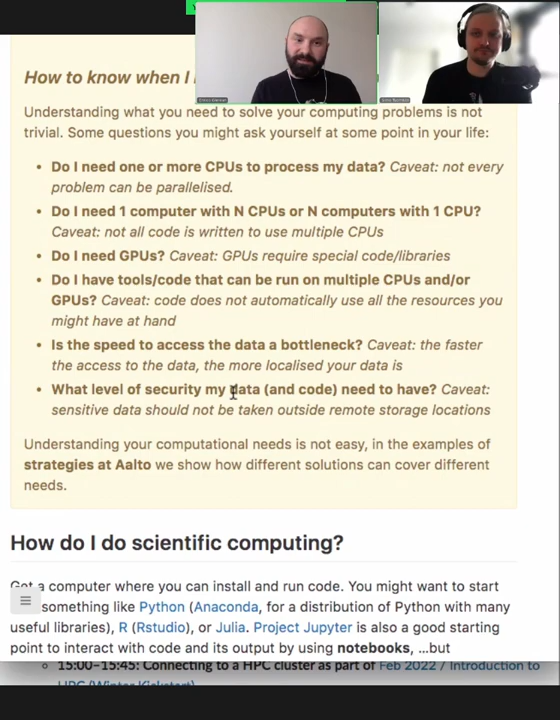 How to know when I
Understanding what you need to solve your computing problems is not
trivial. Some questions you might ask yourself at some point in your life:
• Do I need one or more CPUs to process my data? Caveat: not every
problem can be parallelised.
• Do I need 1 computer with N CPUs or N computers with 1 CPU?
Caveat: not all code is written to use multiple CPUs
• Do I need GPUs? Caveat: GPUs require special code/libraries
• Do I have tools/code that can be run on multiple CPUs and/or
GPUs? Caveat: code does not automatically use all the resources you
might have at hand
• Is the speed to access the data a bottleneck? Caveat: the faster
the access to the data, the more localised your data is
• What level of security my data (and code) need to have? Caveat:
sensitive data should not be taken outside remote storage locations
Understanding your computational needs is not easy, in the examples of
strategies at Aalto we show how different solutions can cover different
needs.
How do I do scientific computing?
Get a computer where you can install and run code. You might want to start
something like Python (Anaconda, for a distribution of Python with many
useful libraries), R (Rstudio), or Julia. Project Jupyter is also a good starting
point to interact with code and its output by using notebooks, ...but
15:00–15:45: Connecting to a HPC cluster as part of Feb 2022 / Introduction to
HPC (Winter Kickstart)